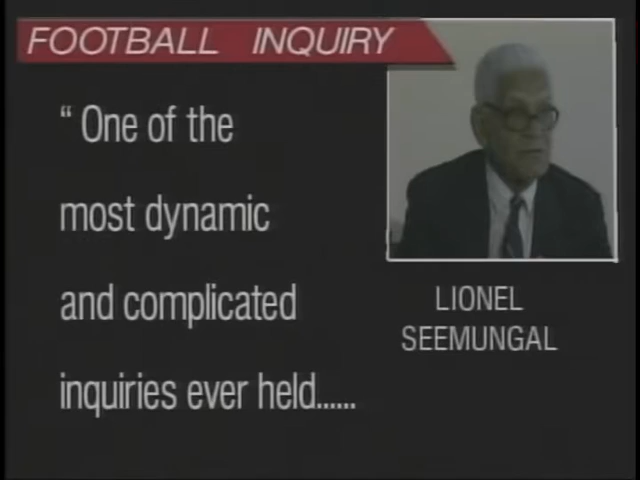 FOOTBALL INQUIRY
“ One of the
most dynamic
and complicated
inquiries ever held......
LIONEL
SEEMUNGAL